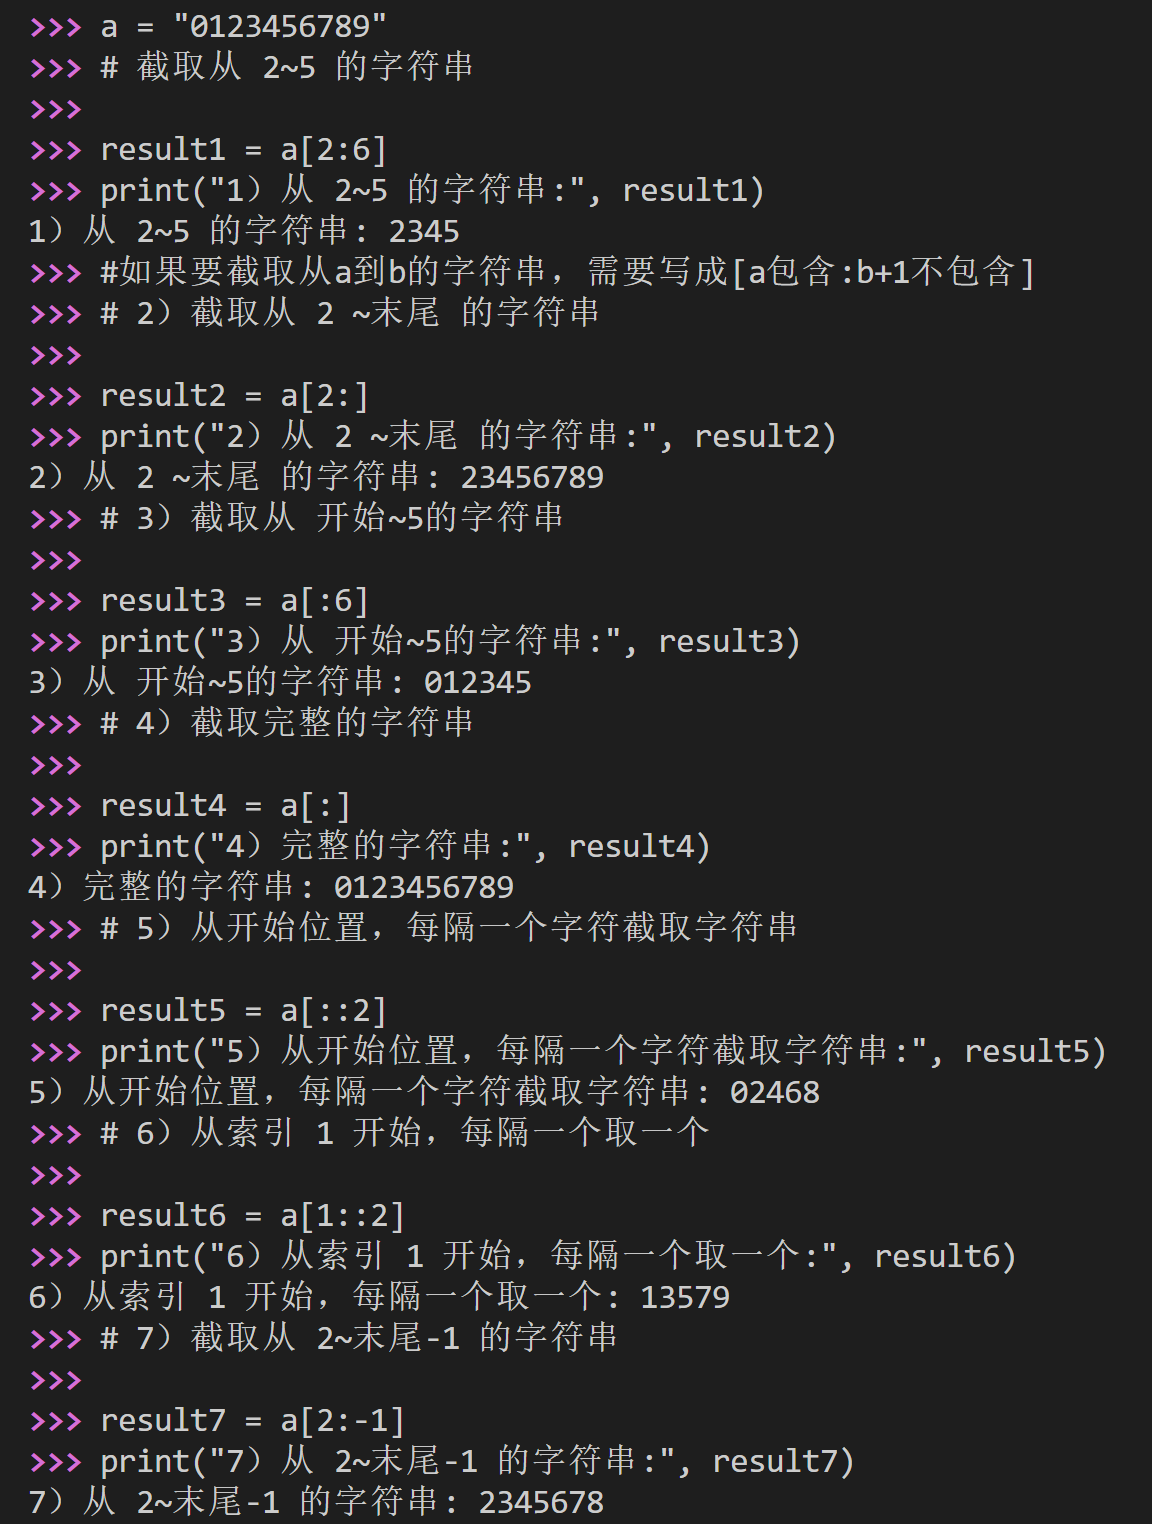 >>> a = "0123456789"
>>> # 截取从 2~5 的字符串
>>>
>>> result1 = a[2:6]
>>> print("1）从 2~5 的字符串:", result1)
1）从 2~5 的字符串: 2345
>>> #如果要截取从a到b的字符串，需要写成[a包含:b+1不包含]
>>> # 2）截取从 2 ~末尾 的字符串
>>>
>>> result2 = a[2:]
>>> print("2）从 2 ~末尾 的字符串:", result2)
2）从 2 ~末尾 的字符串: 23456789
>>> # 3）截取从 开始~5的字符串
>>>
>>> result3 = a[:6]
>>> print("3）从 开始~5的字符串:", result3)
3）从 开始~5的字符串: 012345
>>> # 4）截取完整的字符串
>>>
>>> result4 = a[:]
>>> print("4）完整的字符串:", result4)
4）完整的字符串: 0123456789
>>> # 5）从开始位置，每隔一个字符截取字符串
>>>
>>> result5 = a[::2]
>>> print("5）从开始位置，每隔一个字符截取字符串:", result5)
5）从开始位置，每隔一个字符截取字符串: 02468
>>> # 6）从索引 1 开始，每隔一个取一个
>>>
>>> result6 = a[1::2]
>>> print("6）从索引 1 开始，每隔一个取一个:", result6)
6）从索引 1 开始，每隔一个取一个: 13579
>>> # 7）截取从 2~末尾-1 的字符串
>>>
>>> result7 = a[2:-1]
>>> print("7）从 2~末尾-1 的字符串:", result7)
7）从 2~末尾-1 的字符串: 2345678